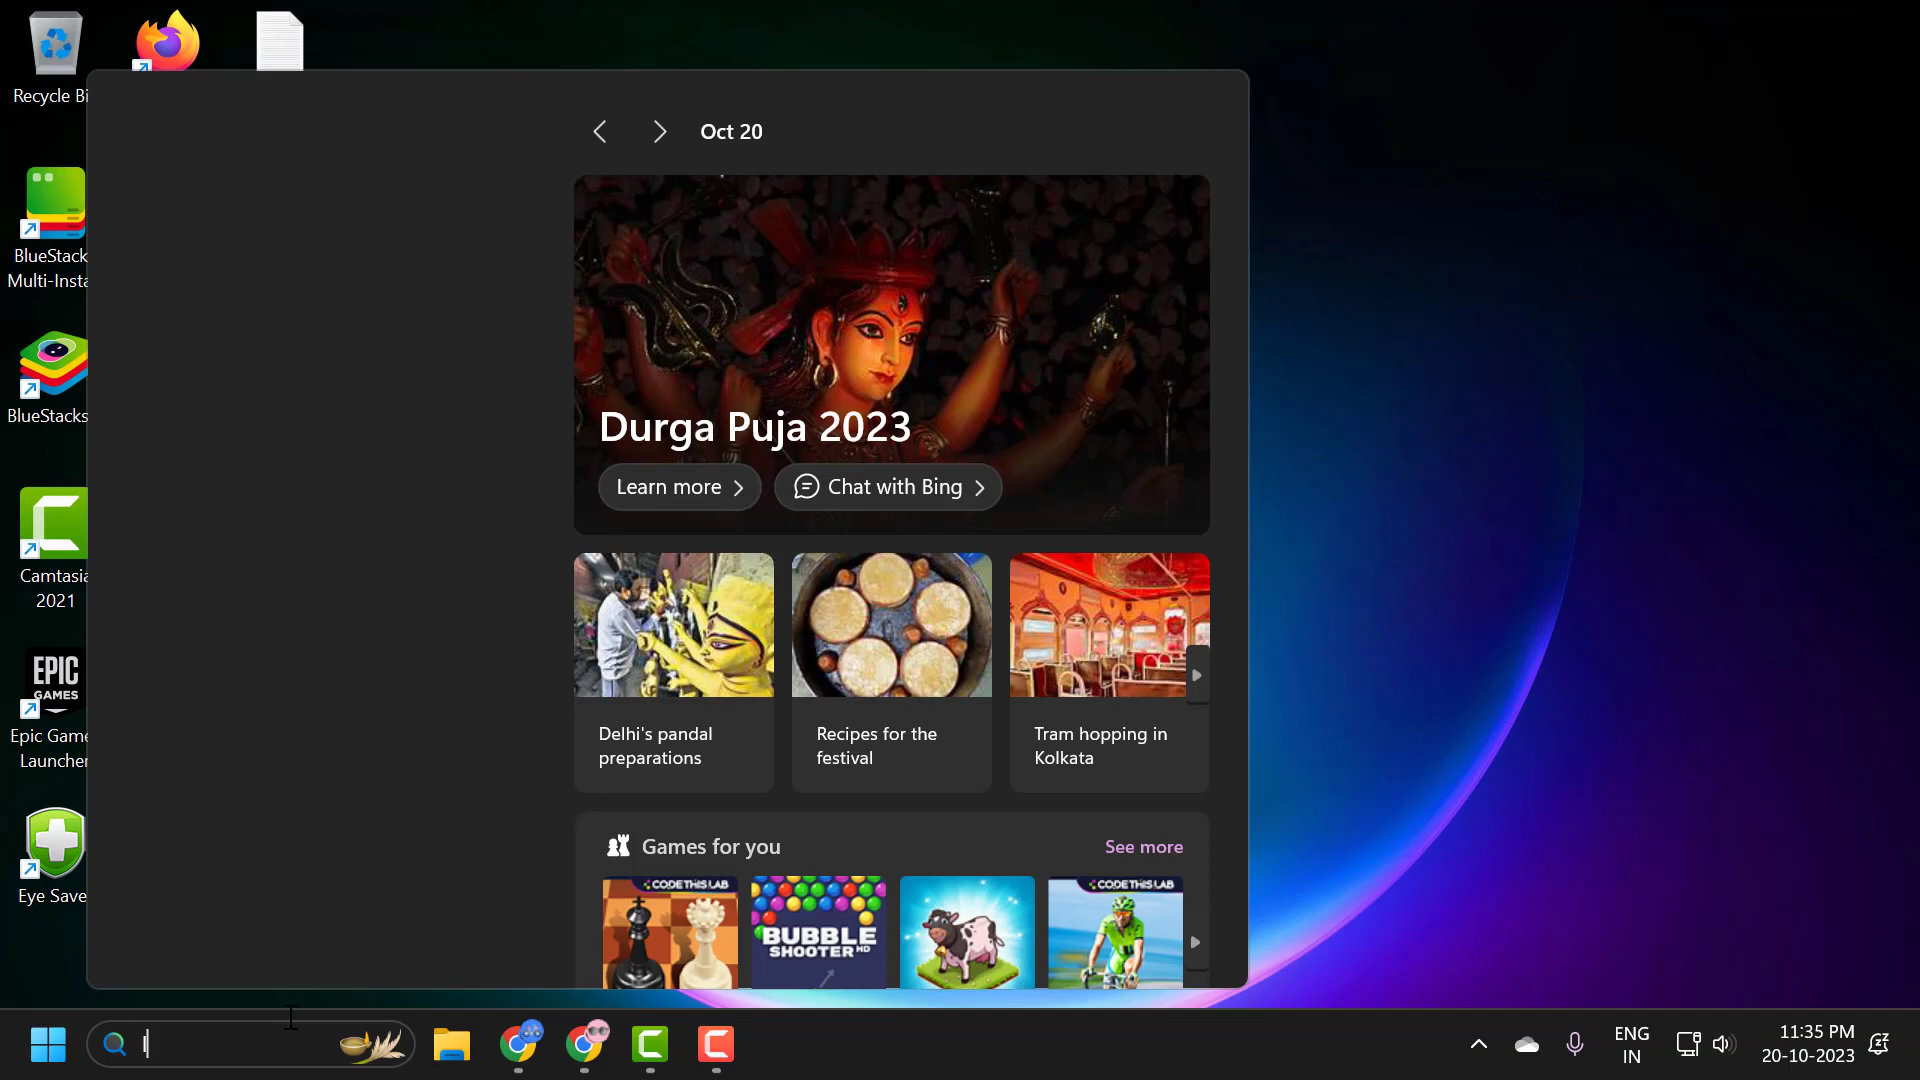 Recycle Bi
BlueStack
Multi-Insta
BlueStacks
Camtasia
2021
EPIC
GAMES
Epic Game
Launcher
Eye Save
Oct 20
Durga Puja 2023
Learn more
Chat with Bing
Delhi's pandal
preparations
Recipes for the
festival
Tram hopping in
Kolkata
Games for you
See more
CODETHISLAB
BUBBLE
SHOOTER HD
CODETHISLAB
ENG
IN
11:35 PM
20-10-2023